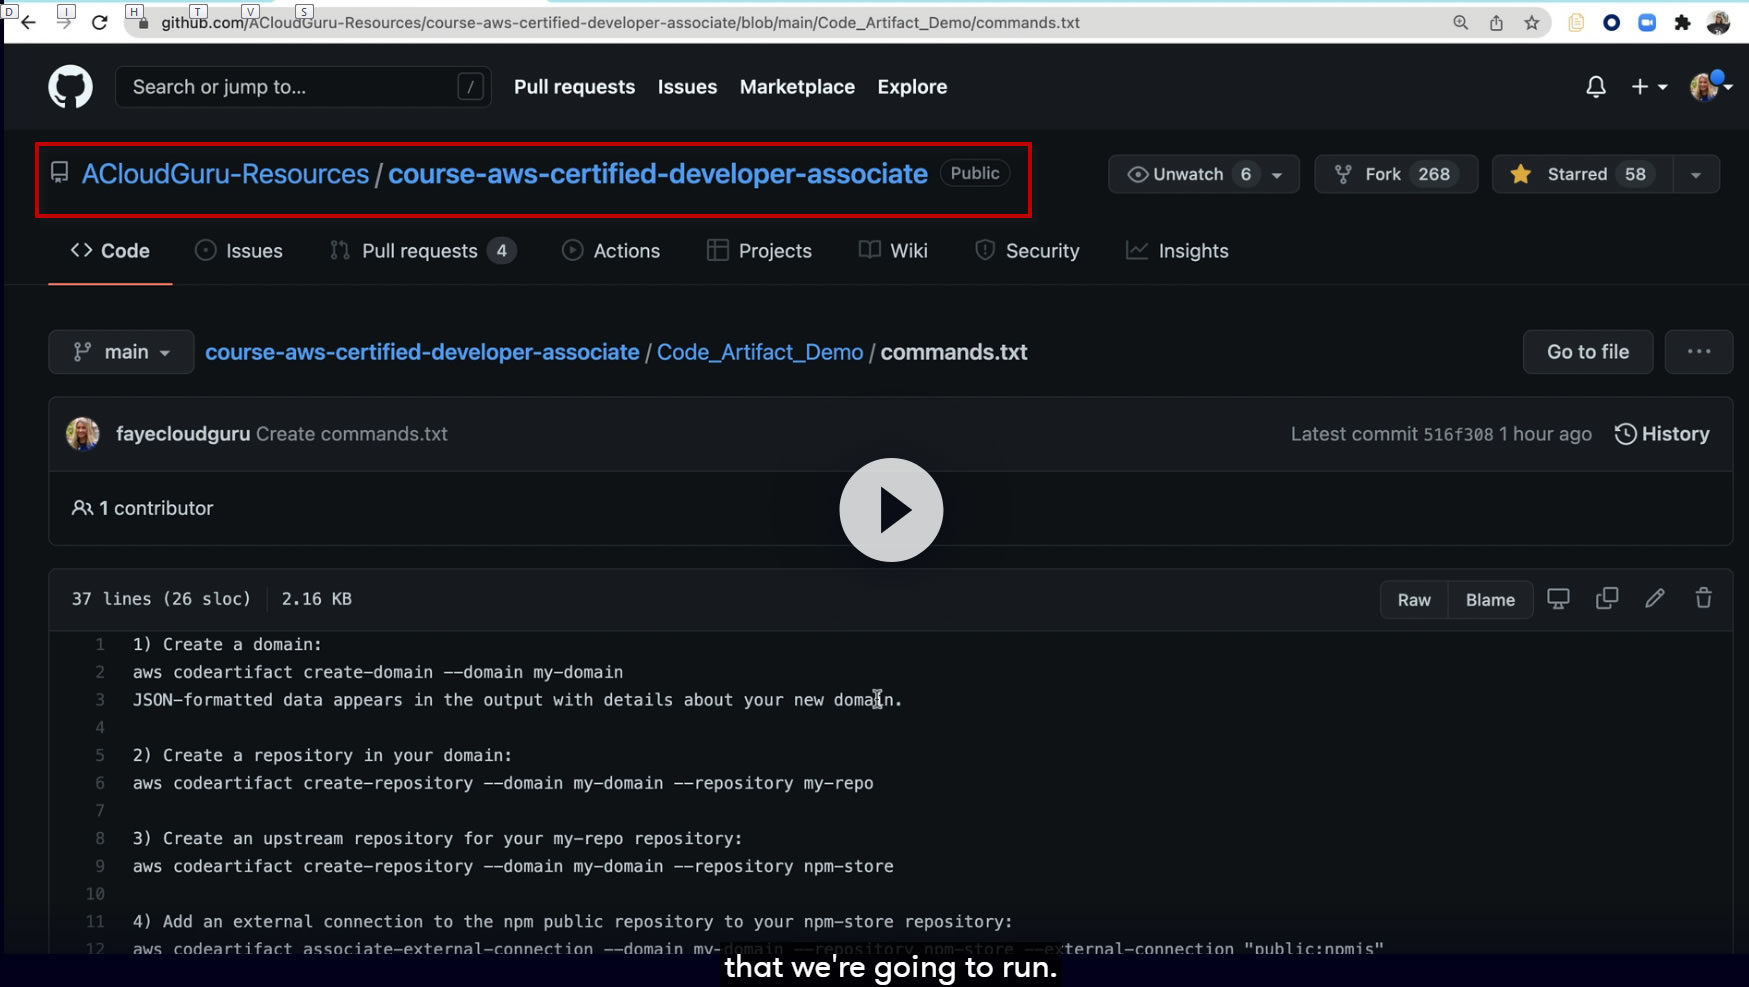 D I H T V S
github.com/ACloudGuru-Resources/course-aws-certified-developer-associate/blob/main/Code_Artifact_Demo/commands.txt
Search or jump to... /
Pull requests Issues Marketplace Explore
ACloudGuru-Resources / course-aws-certified-developer-associate Public
Unwatch 6 Fork 268 Starred 58
Code Issues Pull requests 4 Actions Projects Wiki Security Insights
main course-aws-certified-developer-associate / Code_Artifact_Demo / commands.txt Go to file ...
fayecloudguru Create commands.txt Latest commit 516f308 1 hour ago History
1 contributor
37 lines (26 sloc) 2.16 KB Raw Blame
1 1) Create a domain:
2 aws codeartifact create-domain --domain my-domain
3 JSON-formatted data appears in the output with details about your new domain.
4
5 2) Create a repository in your domain:
6 aws codeartifact create-repository --domain my-domain --repository my-repo
7
8 3) Create an upstream repository for your my-repo repository:
9 aws codeartifact create-repository --domain my-domain --repository npm-store
10
11 4) Add an external connection to the npm public repository to your npm-store repository:
12 aws codeartifact associate-external-connection --domain my-domain --repository npm-store --external-connection "public:npmjs"
that we're going to run.